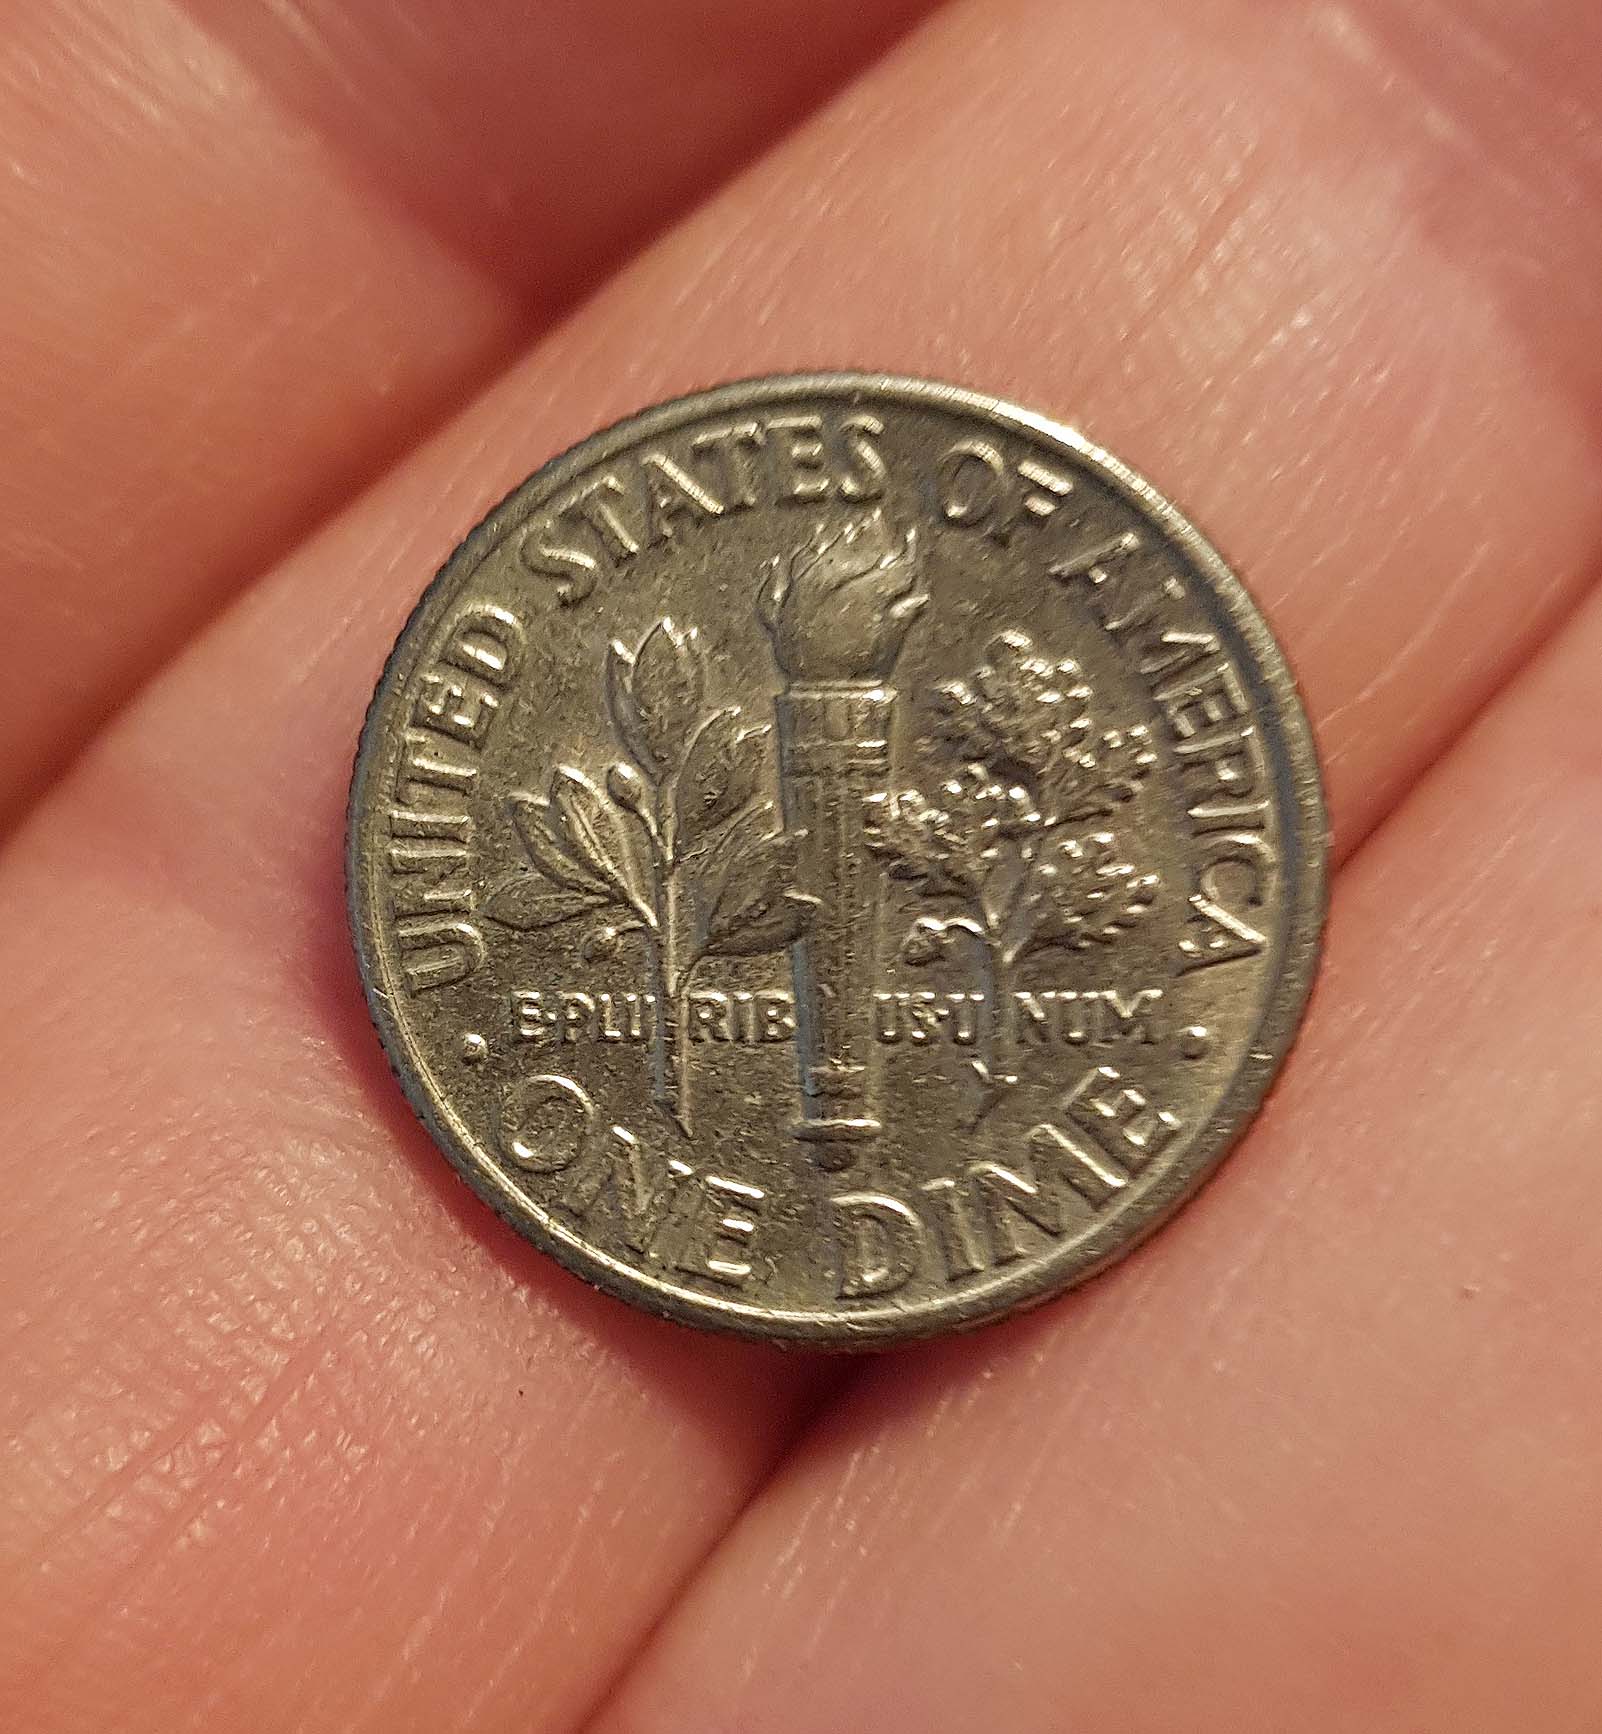 UNITED STATES OF AMERICA
E·PLURIBUS·UNUM
· ONE DIME ·